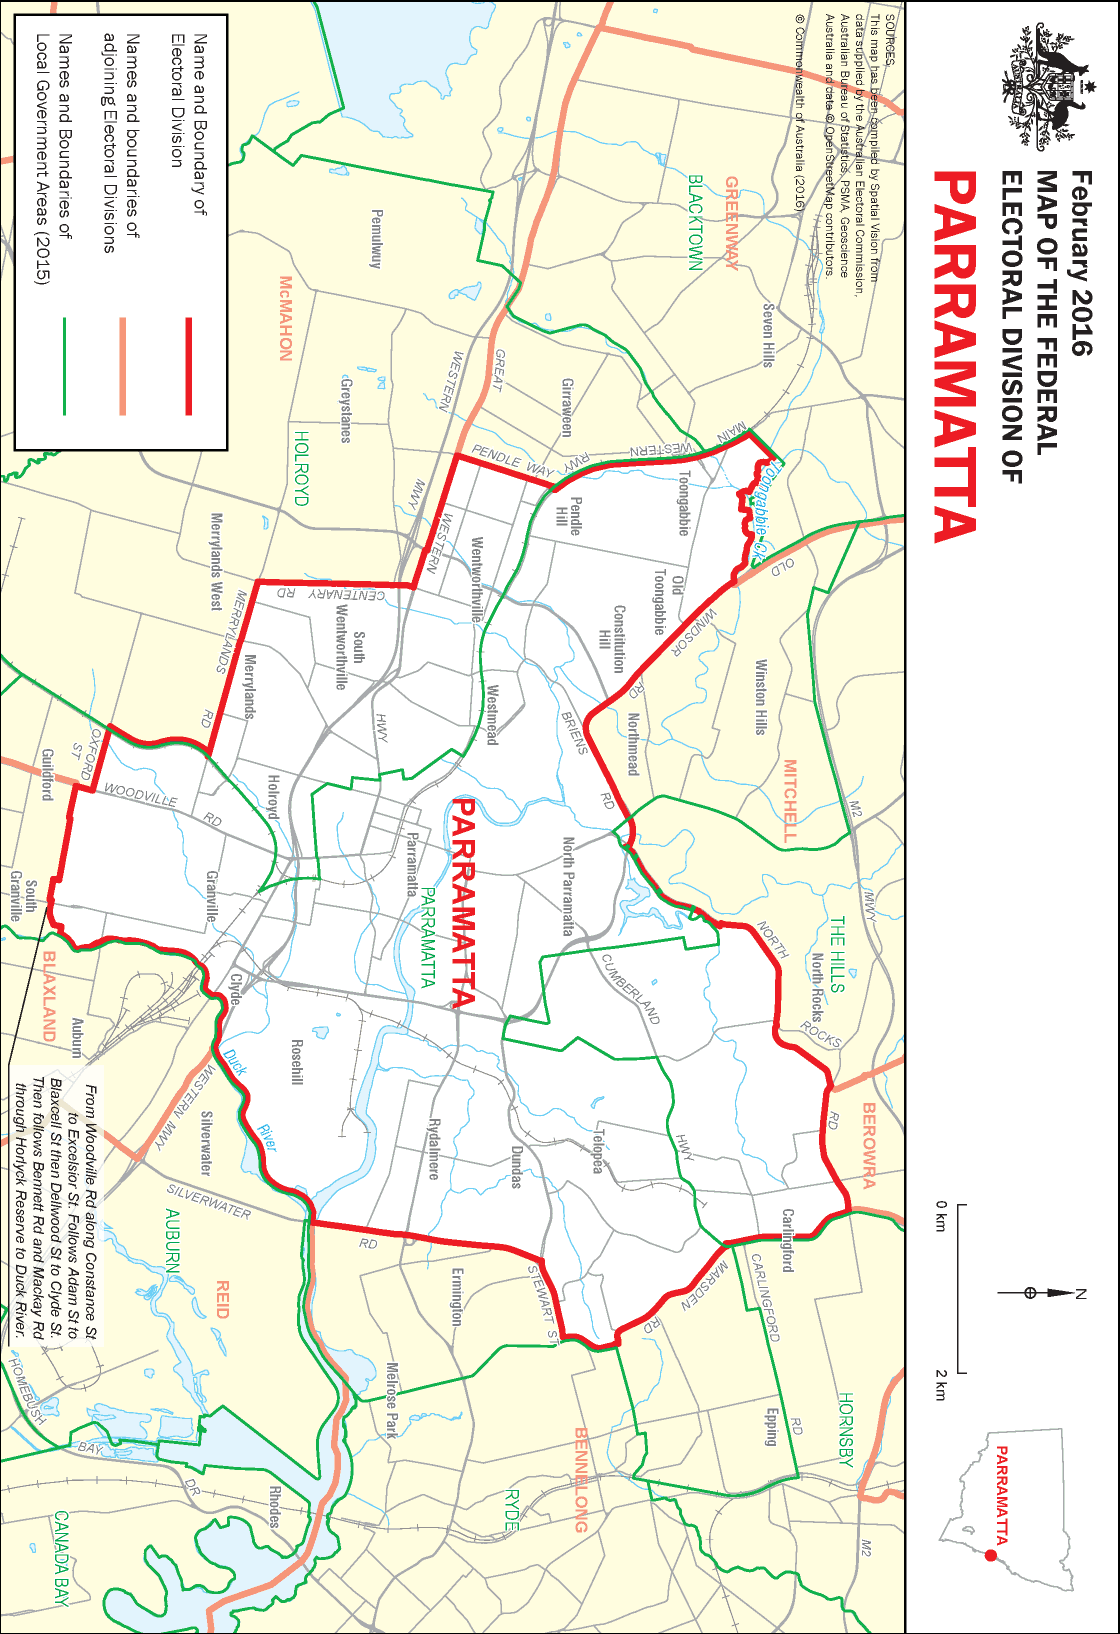 February 2016
MAP OF THE FEDERAL
ELECTORAL DIVISION OF
PARRAMATTA
0 km
2 km
N
PARRAMATTA
SOURCES:
This map has been compiled by Spatial Vision from
data supplied by the Australian Electoral Commission,
Australian Bureau of Statistics, PSMA, Geoscience
Australia and data © OpenStreetMap contributors.
© Commonwealth of Australia (2016)
GREENWAY
BLACKTOWN
Seven Hills
Girraween
GREAT
WESTERN
Pemulwuy
McMAHON
Greystanes
HOLROYD
MAIN
WESTERN
RWY
PENDLE WAY
Toongabbie Ck
Toongabbie
Pendle
Hill
OLD
WINDSOR
RD
Old
Toongabbie
Constitution
Hill
Winston Hills
Northmead
MITCHELL
M2
MWY
THE HILLS
North Rocks
NORTH
ROCKS
RD
BEROWRA
MWY
WESTERN
Wentworthville
CENTENARY
RD
South
Wentworthville
Merrylands West
MERRYLANDS
RD
Merrylands
HWY
Westmead
BRIENS
RD
OXFORD
ST
Guildford
WOODVILLE
RD
Holroyd
Parramatta
PARRAMATTA
PARRAMATTA
North Parramatta
CUMBERLAND
HWY
South
Granville
Granville
Clyde
BLAXLAND
Auburn
Rosehill
Duck
River
WESTERN MWY
Silverwater
SILVERWATER
RD
Rydalmere
Dundas
Telopea
Carlingford
CARLINGFORD
RD
MARSDEN
RD
STEWART ST
Ermington
AUBURN
REID
Melrose Park
HOMEBUSH
BAY
DR
Rhodes
CANADA BAY
BENNELONG
RYDE
Epping
HORNSBY
M2
From Woodville Rd along Constance St
to Excelsior St. Follows Adam St to
Blaxcell St then Dellwood St to Clyde St.
Then follows Bennett Rd and Mackay Rd
through Horlyck Reserve to Duck River.
Name and Boundary of
Electoral Division
Names and boundaries of
adjoining Electoral Divisions
Names and Boundaries of
Local Government Areas (2015)